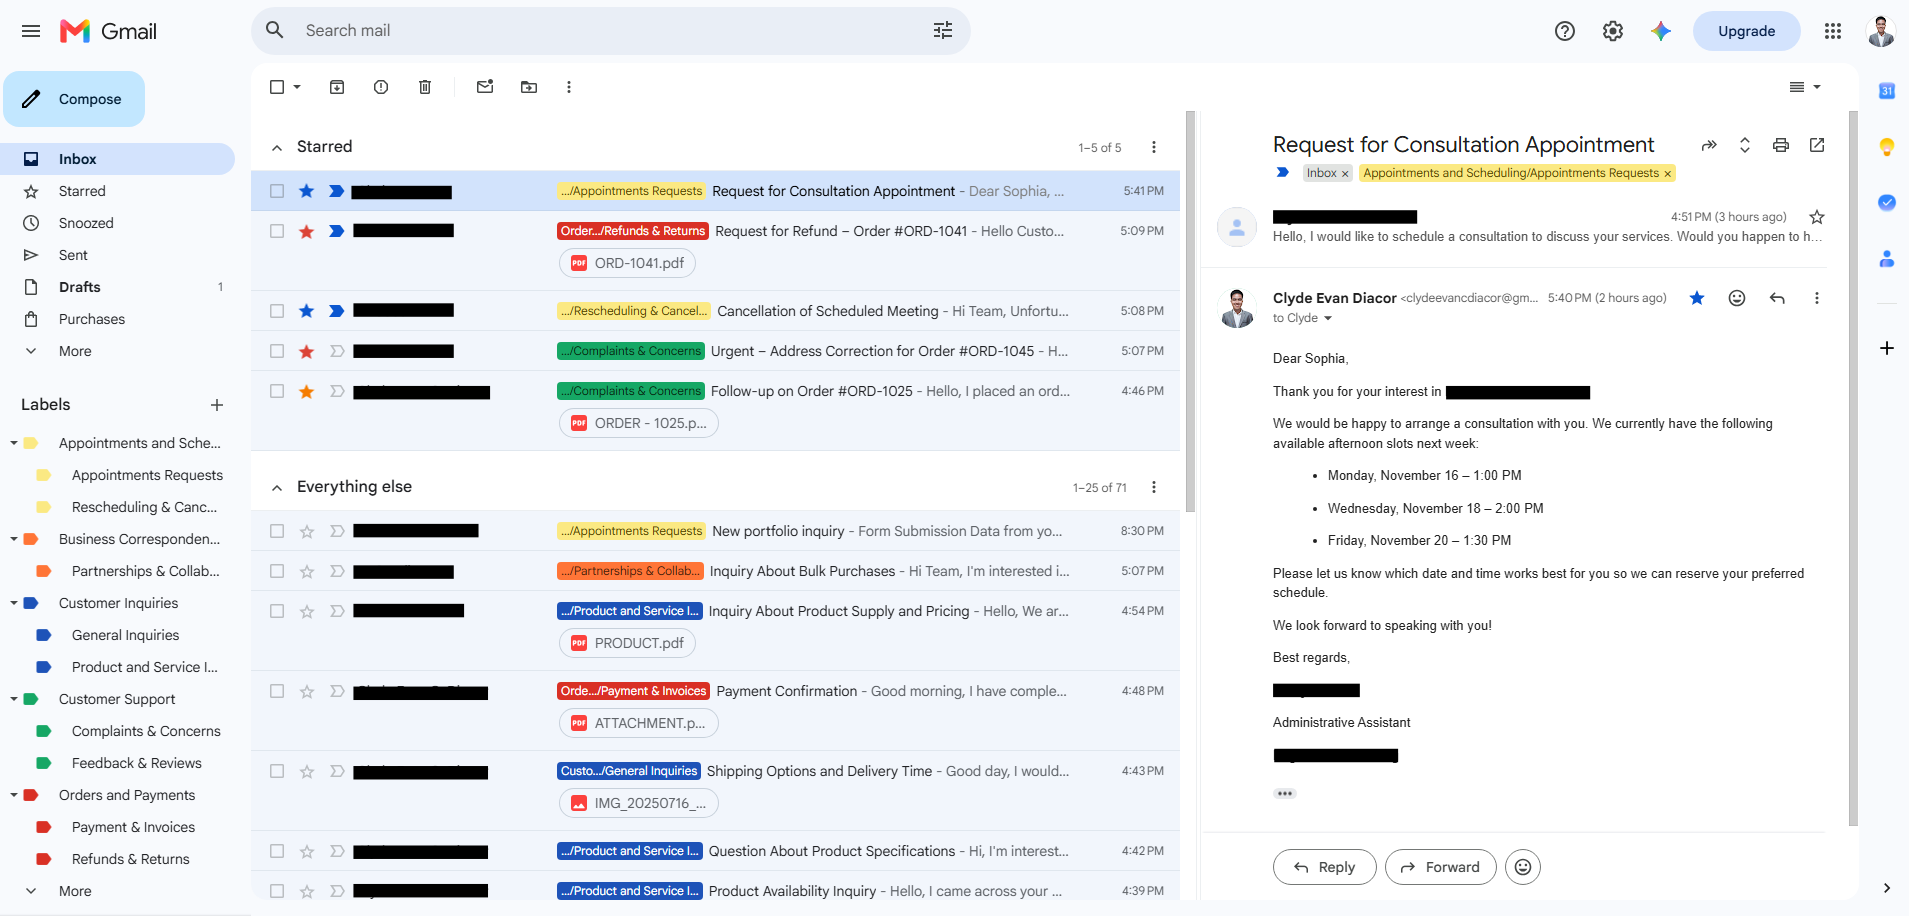 Gmail
Search mail
Upgrade
Compose
Inbox
Starred
Snoozed
Sent
Drafts 1
Purchases
More
Labels
Appointments and Sche...
Appointments Requests
Rescheduling & Canc...
Business Corresponden...
Partnerships & Collab...
Customer Inquiries
General Inquiries
Product and Service I...
Customer Support
Complaints & Concerns
Feedback & Reviews
Orders and Payments
Payment & Invoices
Refunds & Returns
More
Starred 1–5 of 5
.../Appointments Requests Request for Consultation Appointment - Dear Sophia, ... 5:41 PM
Order.../Refunds & Returns Request for Refund – Order #ORD-1041 - Hello Custo... 5:09 PM
PDF ORD-1041.pdf
.../Rescheduling & Cancel... Cancellation of Scheduled Meeting - Hi Team, Unfortu... 5:08 PM
.../Complaints & Concerns Urgent – Address Correction for Order #ORD-1045 - H... 5:07 PM
.../Complaints & Concerns Follow-up on Order #ORD-1025 - Hello, I placed an ord... 4:46 PM
PDF ORDER - 1025.p...
Everything else 1–25 of 71
.../Appointments Requests New portfolio inquiry - Form Submission Data from yo... 8:30 PM
.../Partnerships & Collab... Inquiry About Bulk Purchases - Hi Team, I'm interested i... 5:07 PM
.../Product and Service I... Inquiry About Product Supply and Pricing - Hello, We ar... 4:54 PM
PDF PRODUCT.pdf
Orde.../Payment & Invoices Payment Confirmation - Good morning, I have comple... 4:48 PM
PDF ATTACHMENT.p...
Custo.../General Inquiries Shipping Options and Delivery Time - Good day, I would... 4:43 PM
IMG_20250716_...
.../Product and Service I... Question About Product Specifications - Hi, I'm interest... 4:42 PM
.../Product and Service I... Product Availability Inquiry - Hello, I came across your ... 4:39 PM
Request for Consultation Appointment
Inbox × Appointments and Scheduling/Appointments Requests ×
4:51 PM (3 hours ago)
Hello, I would like to schedule a consultation to discuss your services. Would you happen to h...
Clyde Evan Diacor <clydeevancdiacor@gm... 5:40 PM (2 hours ago)
to Clyde
Dear Sophia,
Thank you for your interest in
We would be happy to arrange a consultation with you. We currently have the following
available afternoon slots next week:
• Monday, November 16 – 1:00 PM
• Wednesday, November 18 – 2:00 PM
• Friday, November 20 – 1:30 PM
Please let us know which date and time works best for you so we can reserve your preferred
schedule.
We look forward to speaking with you!
Best regards,
Administrative Assistant
Reply
Forward
31